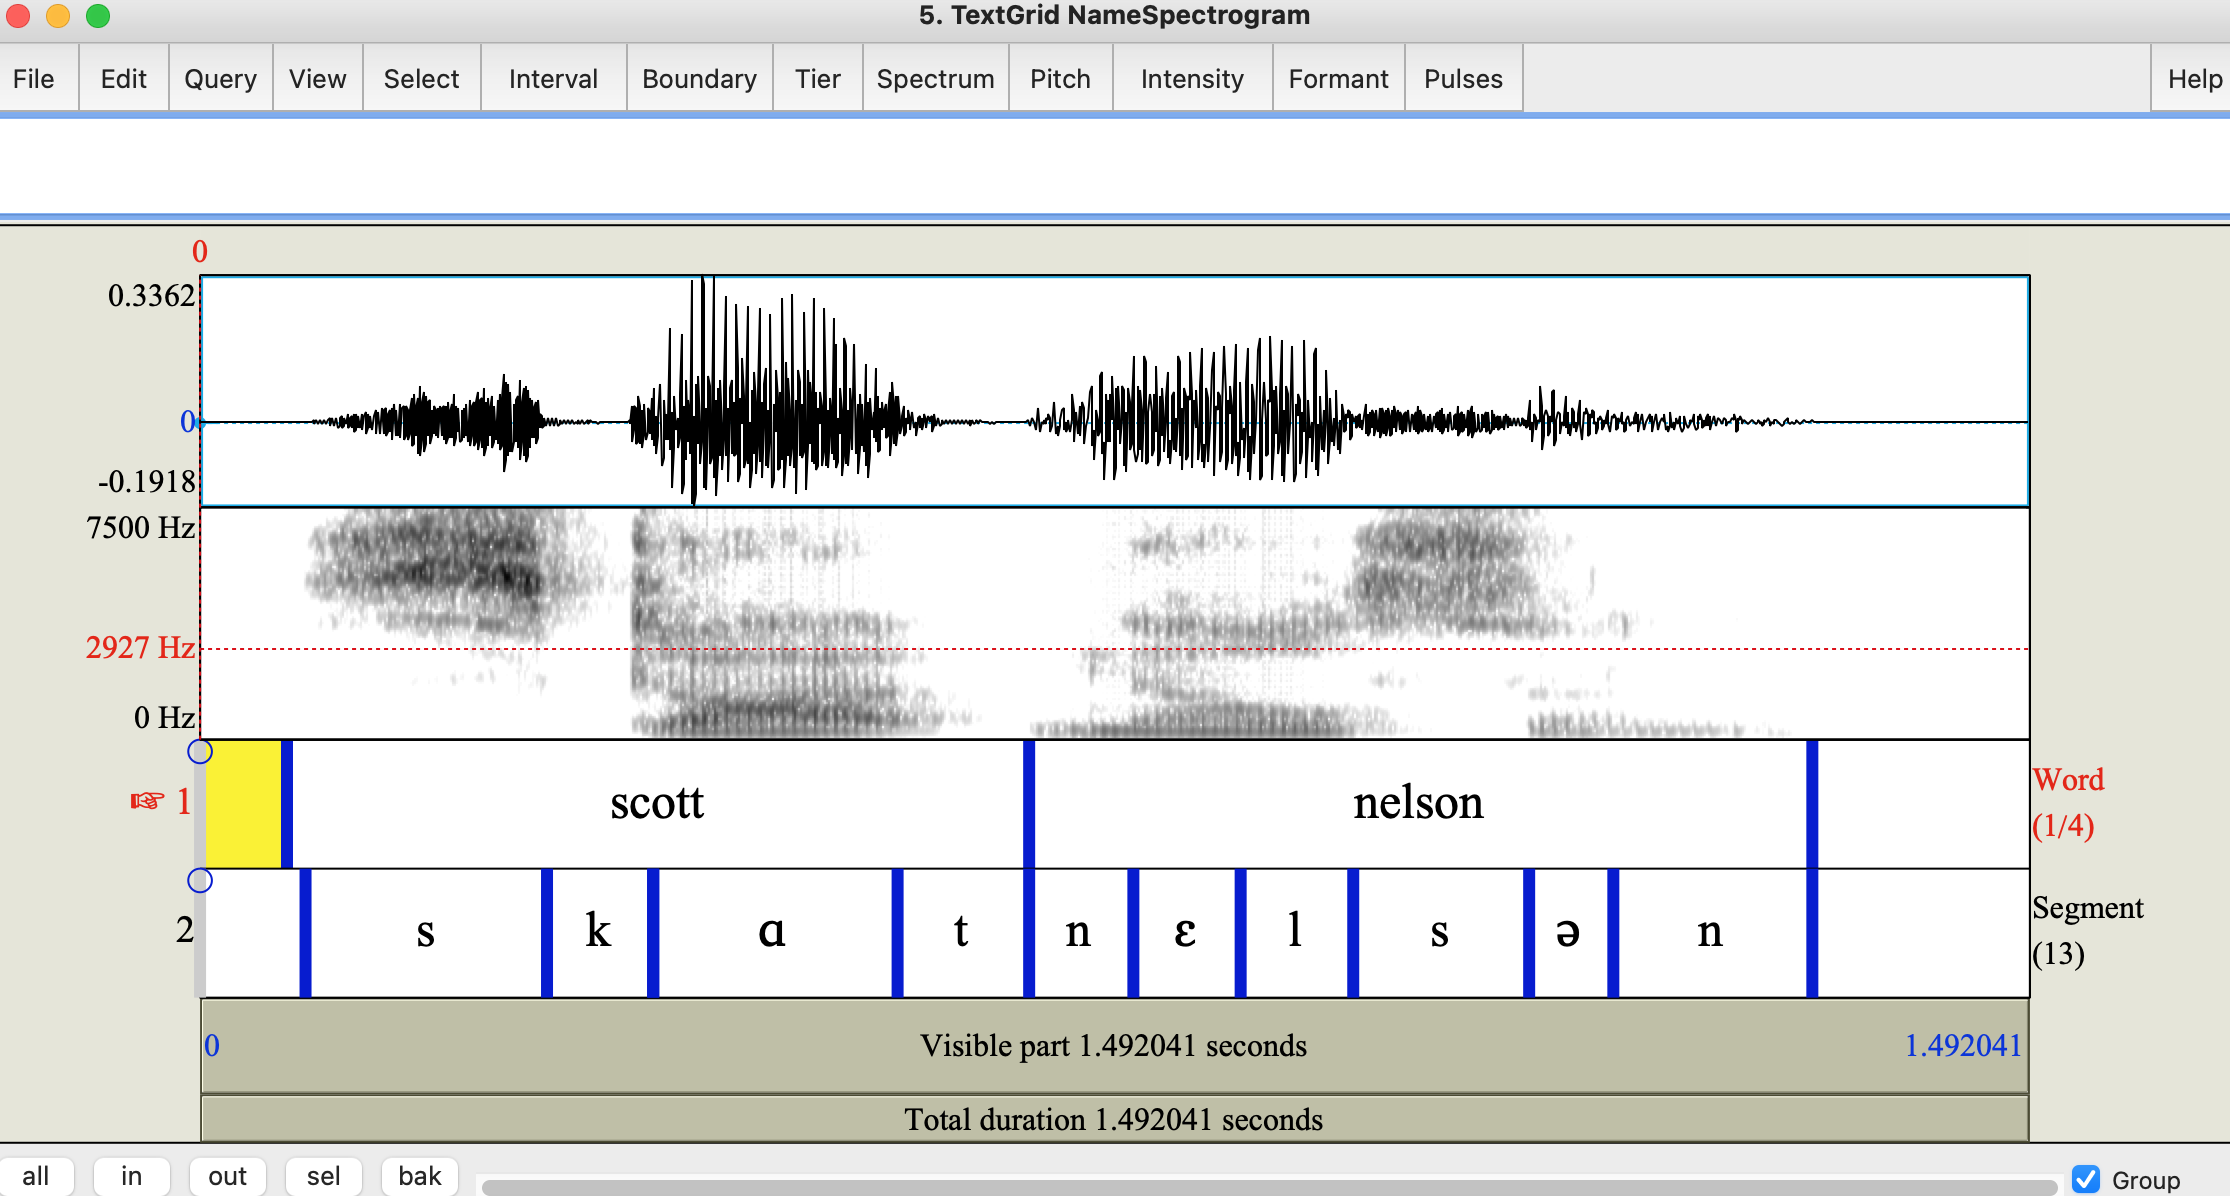 5. TextGrid NameSpectrogram
File Edit Query View Select Interval Boundary Tier Spectrum Pitch Intensity Formant Pulses Help
0
0.3362
0
-0.1918
7500 Hz
2927 Hz
0 Hz
☞ 1 scott nelson Word
(1/4)
2 s k ɑ t n ɛ l s ə n Segment
(13)
0 Visible part 1.492041 seconds 1.492041
Total duration 1.492041 seconds
all in out sel bak Group